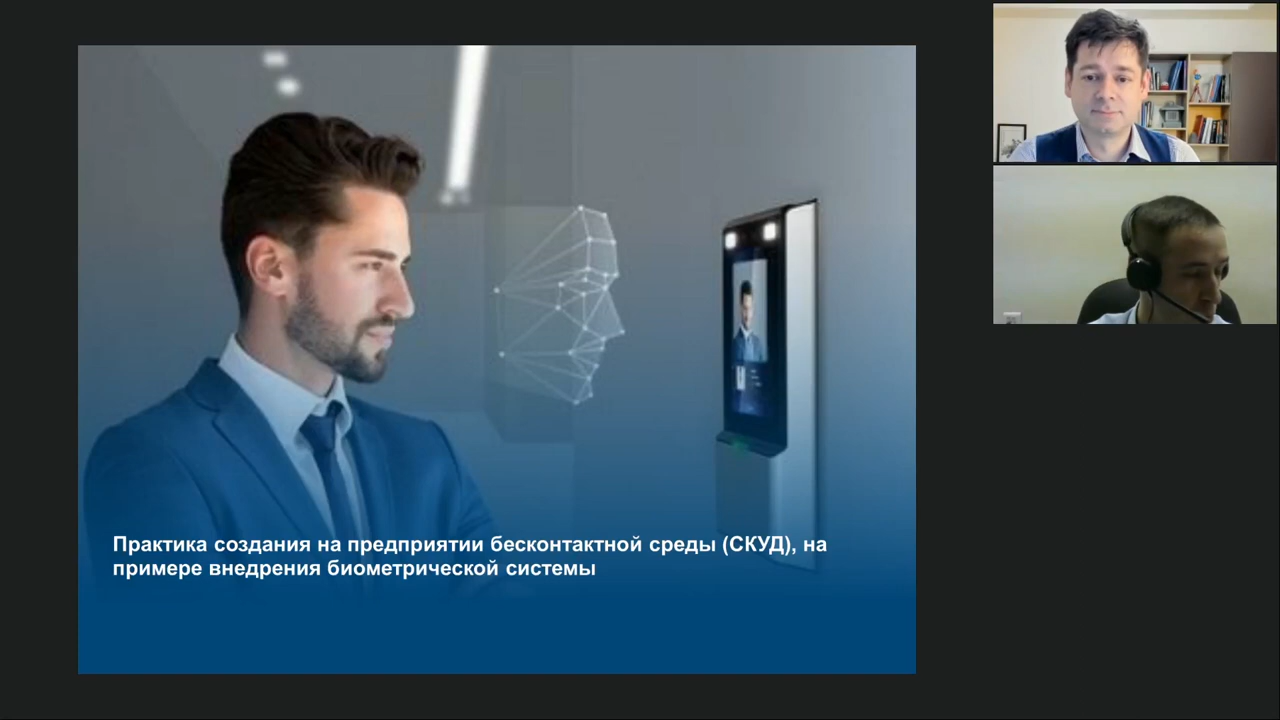 Практика создания на предприятии бесконтактной среды (СКУД), на
примере внедрения биометрической системы